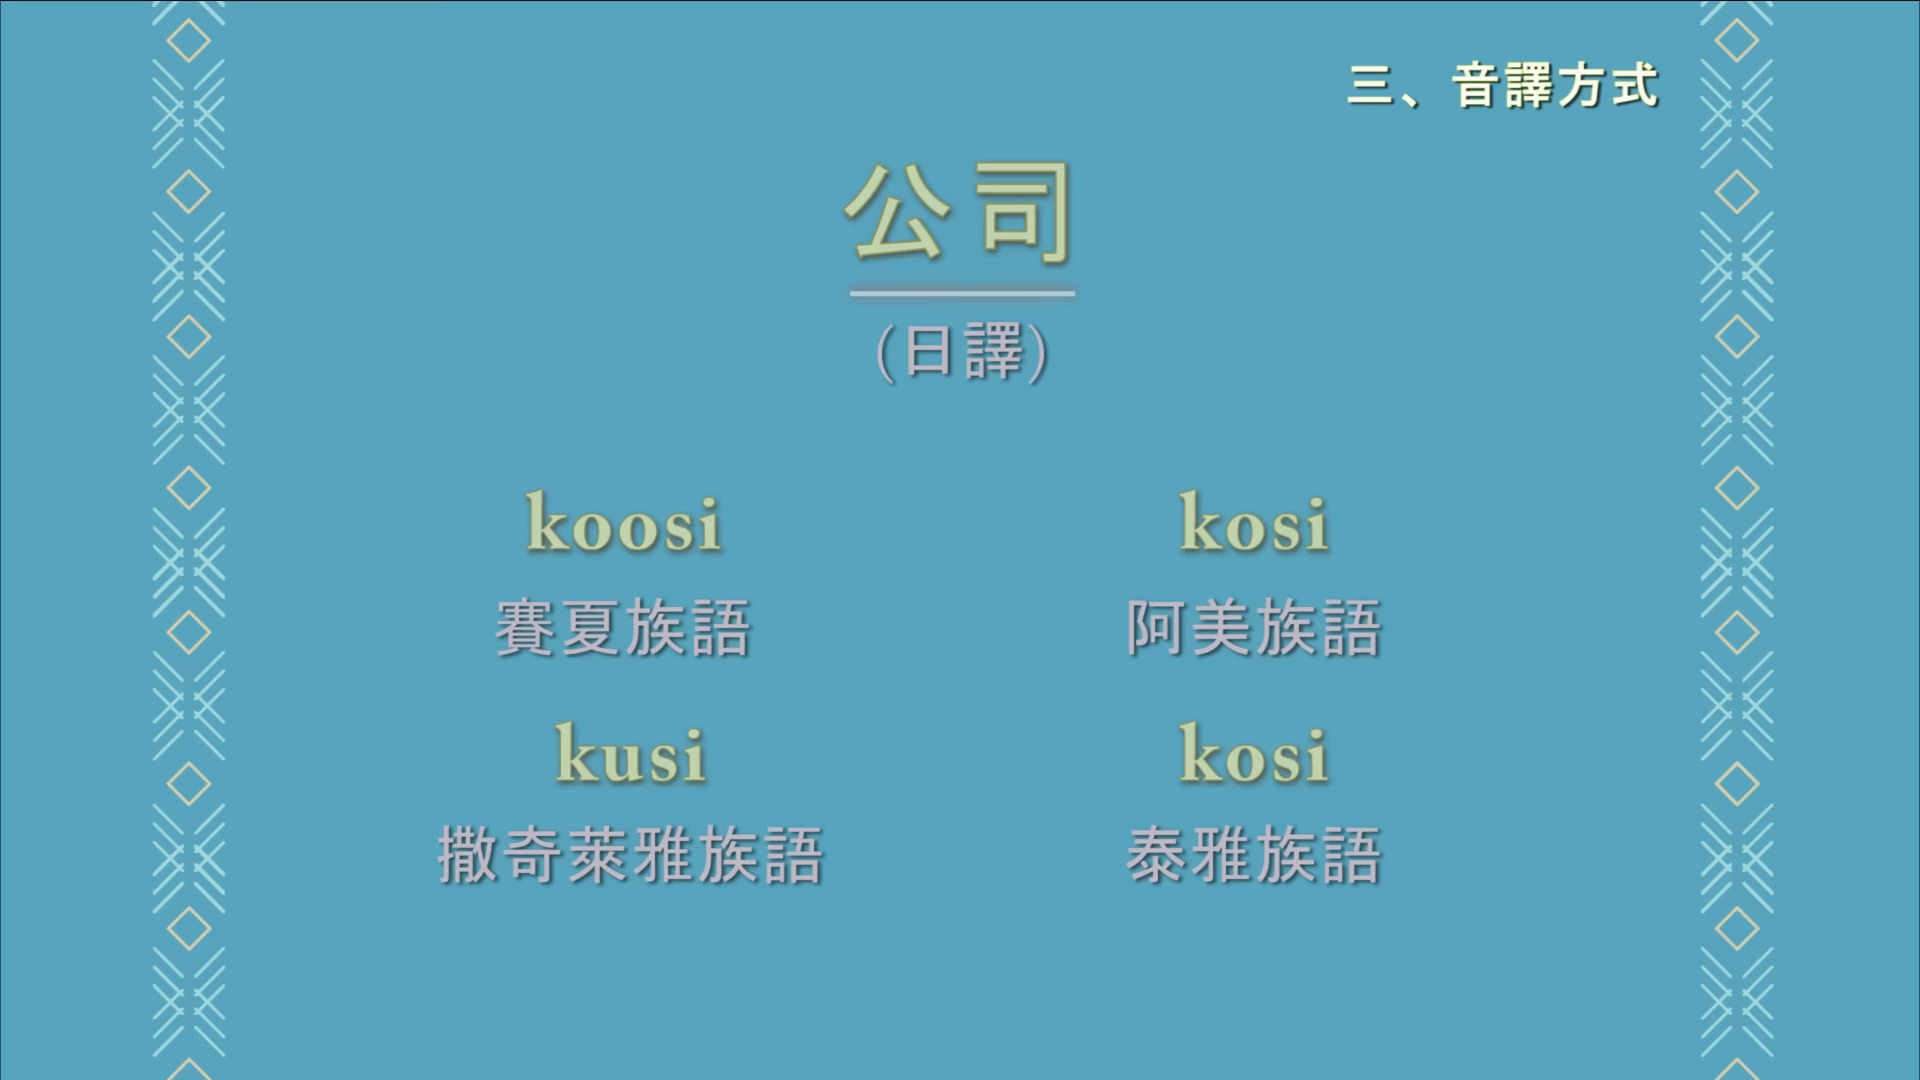 三、音譯方式
公司
(日譯)
koosi
kosi
賽夏族語
阿美族語
kusi
kosi
撒奇萊雅族語
泰雅族語